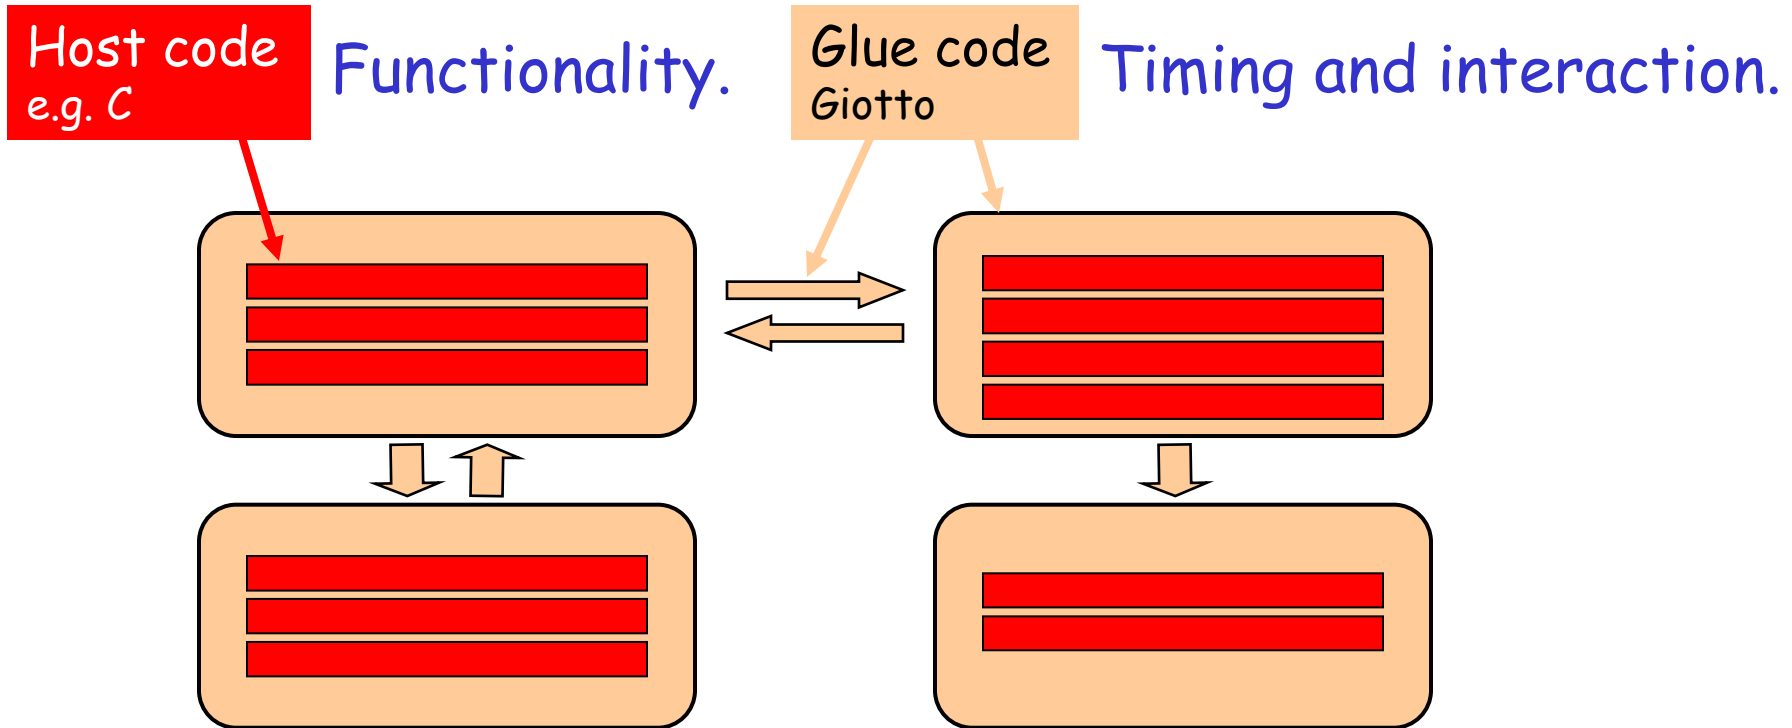 Host code
e.g. C
Functionality.
Glue code
Giotto
Timing and interaction.